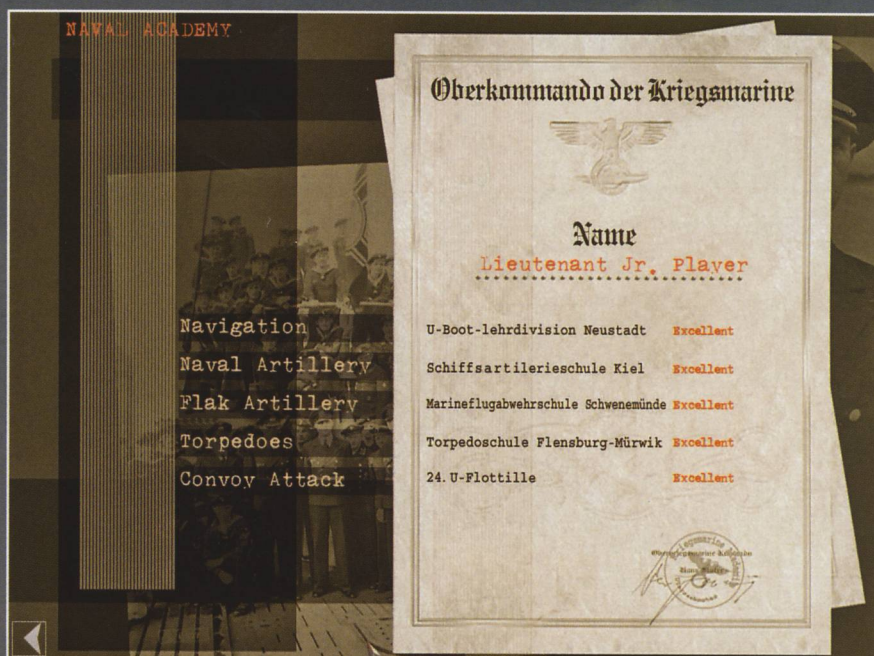 NAVAL ACADEMY
Navigation
Naval Artillery
Flak Artillery
Torpedoes
Convoy Attack
Oberkommando der Kriegsmarine
Name
Lieutenant Jr. Player
U-Boot-lehrdivision Neustadt Excellent
Schiffsartilerieschule Kiel Excellent
Marineflugabwehrschule Schwenemünde Excellent
Torpedoschule Flensburg-Mürwik Excellent
24. U-Flottille Excellent